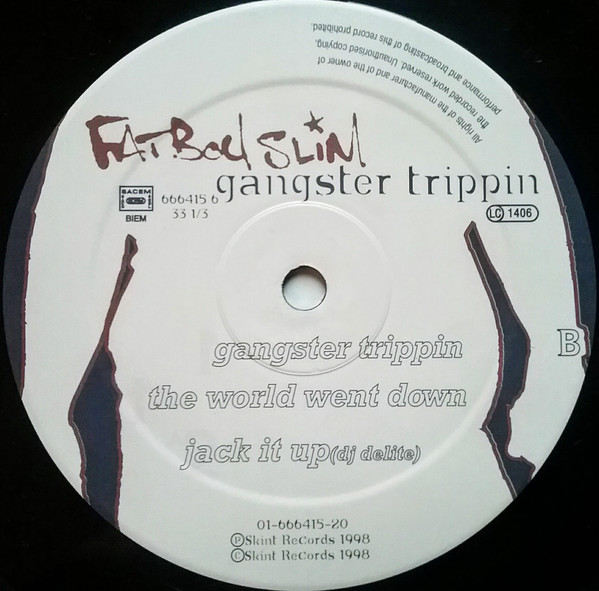 All rights of the manufacturer and of the owner of
the recorded work reserved. Unauthorised copying,
performance and broadcasting of this record prohibited.
FATBOY SLIM
gangster trippin
SACEM
BIEM
666415 6
33 1/3
LC 1406
B
gangster trippin
the world went down
jack it up(dj delite)
01-666415-20
Ⓟ Skint Records 1998
© Skint Records 1998